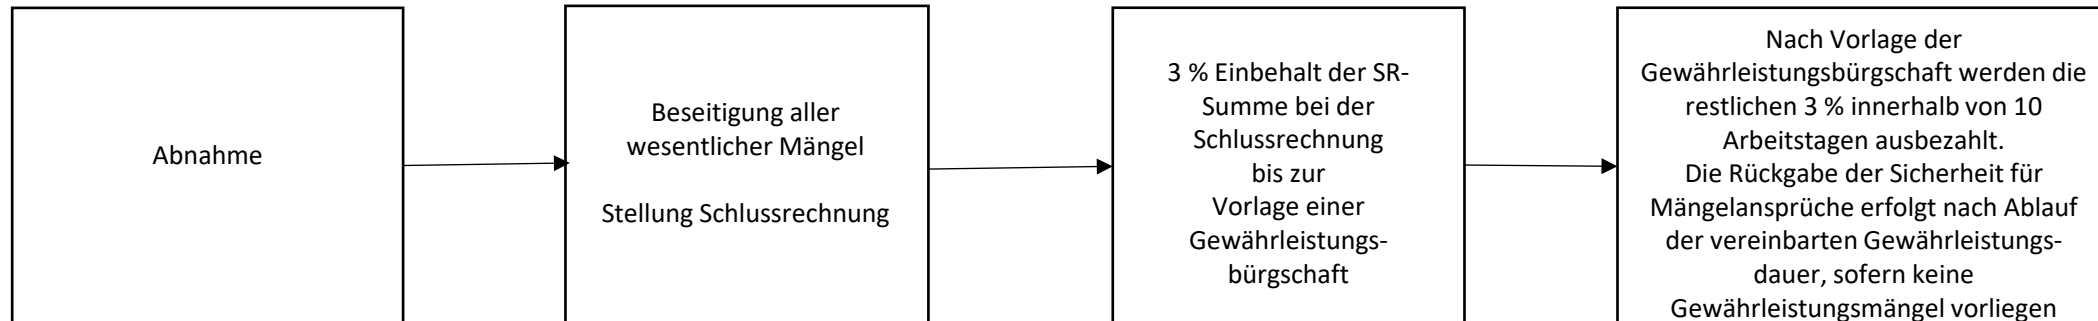 Abnahme
Beseitigung aller
wesentlicher Mängel
Stellung Schlussrechnung
3 % Einbehalt der SR-
Summe bei der
Schlussrechnung
bis zur
Vorlage einer
Gewährleistungs-
bürgschaft
Nach Vorlage der
Gewährleistungsbürgschaft werden die
restlichen 3 % innerhalb von 10
Arbeitstagen ausbezahlt.
Die Rückgabe der Sicherheit für
Mängelansprüche erfolgt nach Ablauf
der vereinbarten Gewährleistungs-
dauer, sofern keine
Gewährleistungsmängel vorliegen